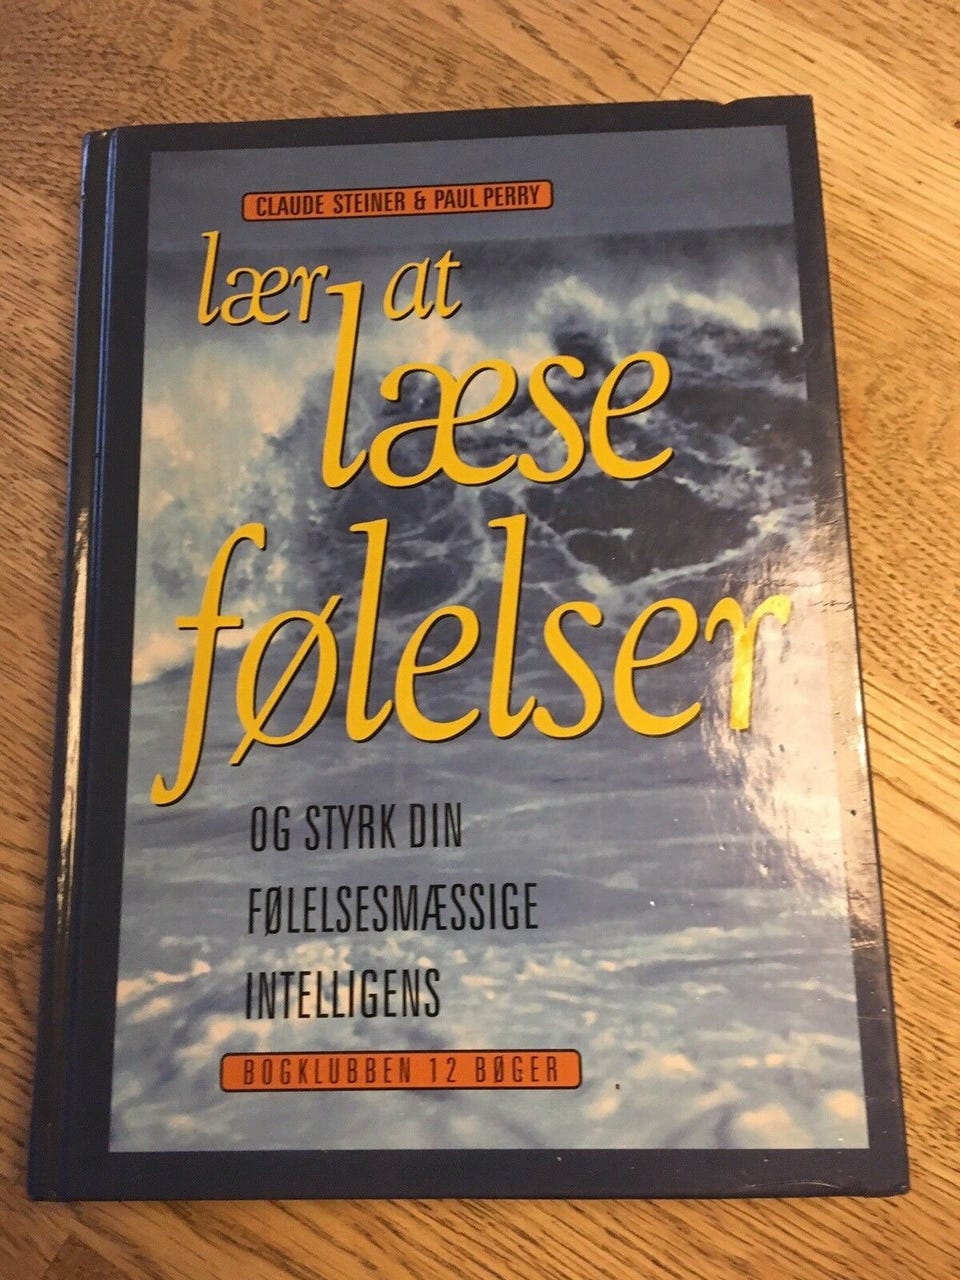 CLAUDE STEINER & PAUL PERRY
lær at
læse
følelser
OG STYRK DIN
FØLELSESMÆSSIGE
INTELLIGENS
BOGKLUBBEN 12 BØGER